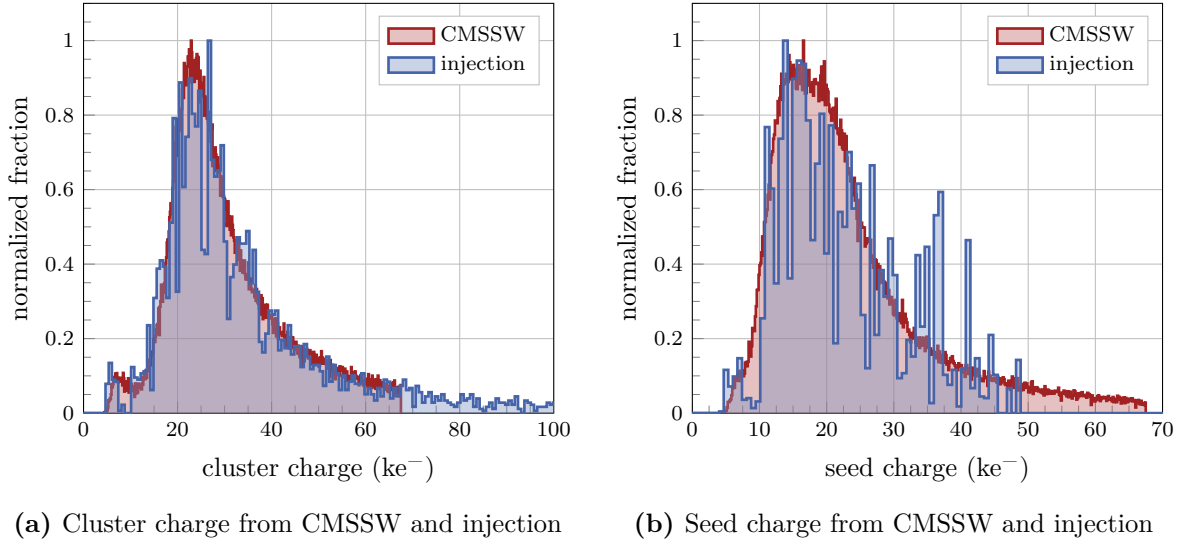 CMSSW
injection
1
0.8
0.6
0.4
0.2
0
normalized fraction
0 20 40 60 80 100
cluster charge (ke⁻)
(a) Cluster charge from CMSSW and injection
CMSSW
injection
1
0.8
0.6
0.4
0.2
0
normalized fraction
0 10 20 30 40 50 60 70
seed charge (ke⁻)
(b) Seed charge from CMSSW and injection